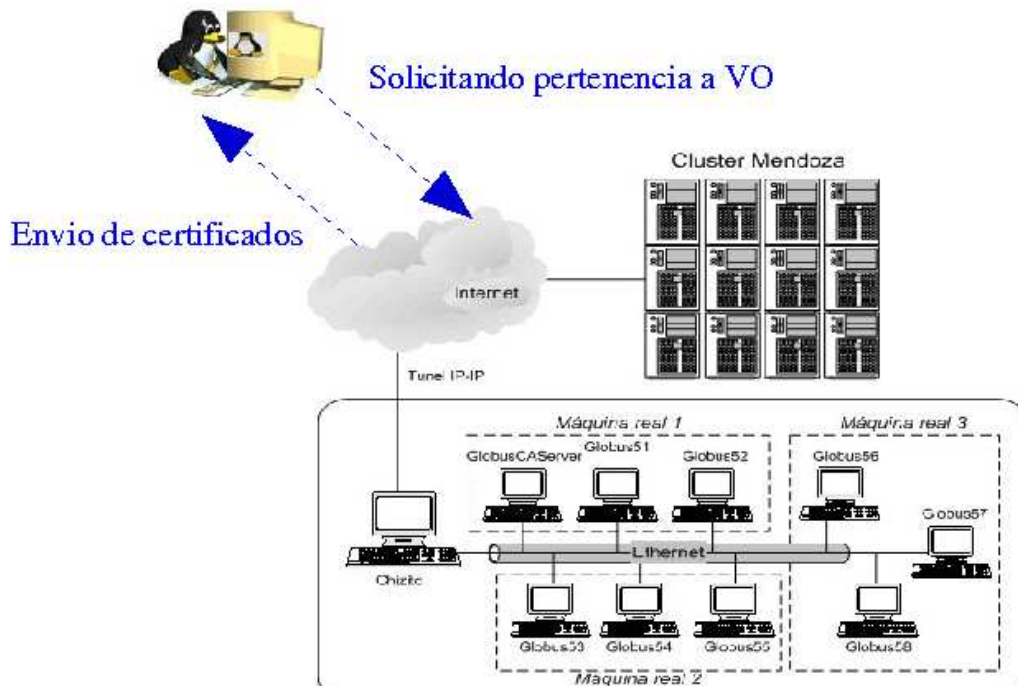 Solicitando pertenencia a VO
Cluster Mendoza
Envio de certificados
Internet
Tunel IP-IP
Máquina real 1
Máquina real 3
GlobusCAServer
Globus51
Globus52
Globus56
Globus57
Ethernet
Chizito
Globus53
Globus54
Globus55
Globus58
Máquina real 2